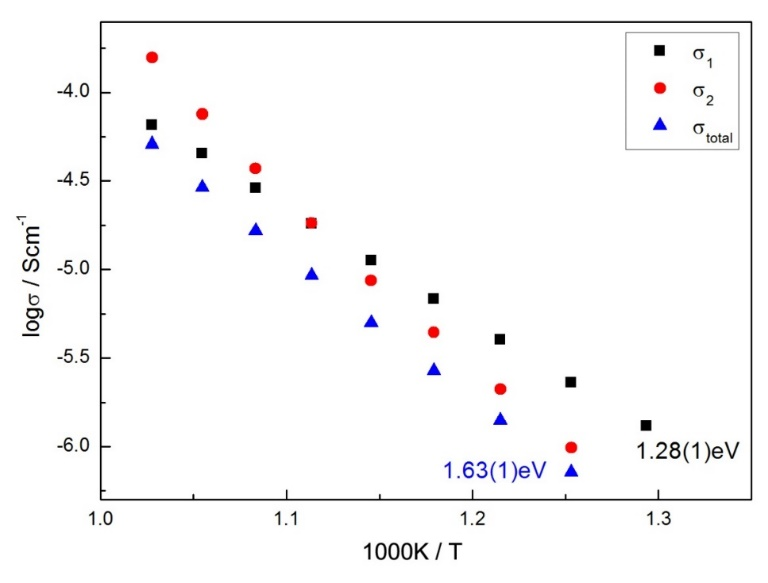 σ1
σ2
σtotal
-4.0
-4.5
-5.0
-5.5
-6.0
logσ / Scm-1
1.63(1)eV
1.28(1)eV
1.0
1.1
1.2
1.3
1000K / T